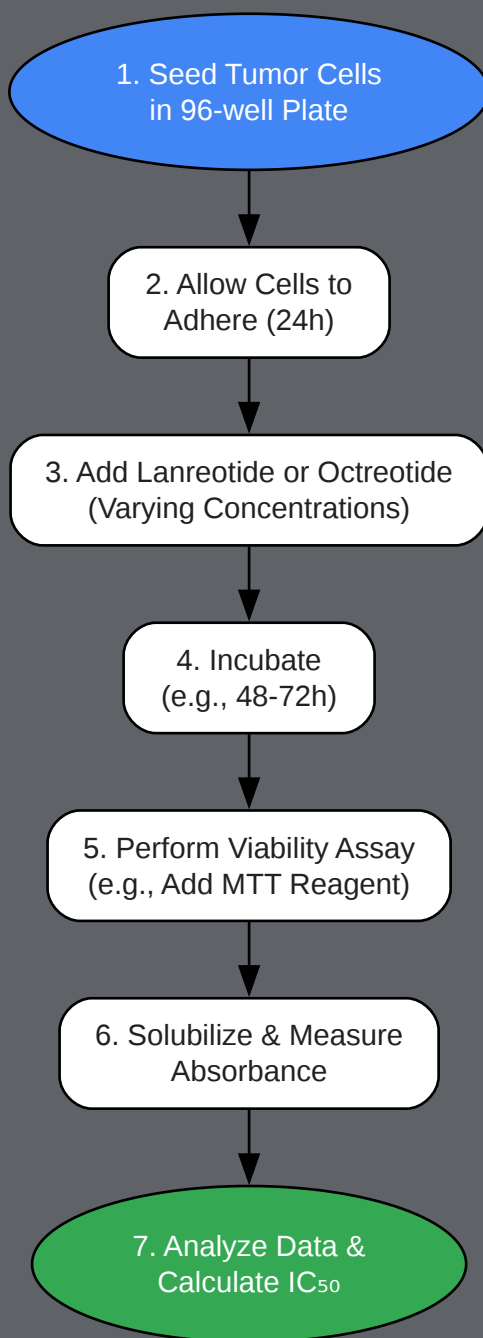 1. Seed Tumor Cells
in 96-well Plate
2. Allow Cells to
Adhere (24h)
3. Add Lanreotide or Octreotide
(Varying Concentrations)
4. Incubate
(e.g., 48-72h)
5. Perform Viability Assay
(e.g., Add MTT Reagent)
6. Solubilize & Measure
Absorbance
7. Analyze Data &
Calculate IC₅₀